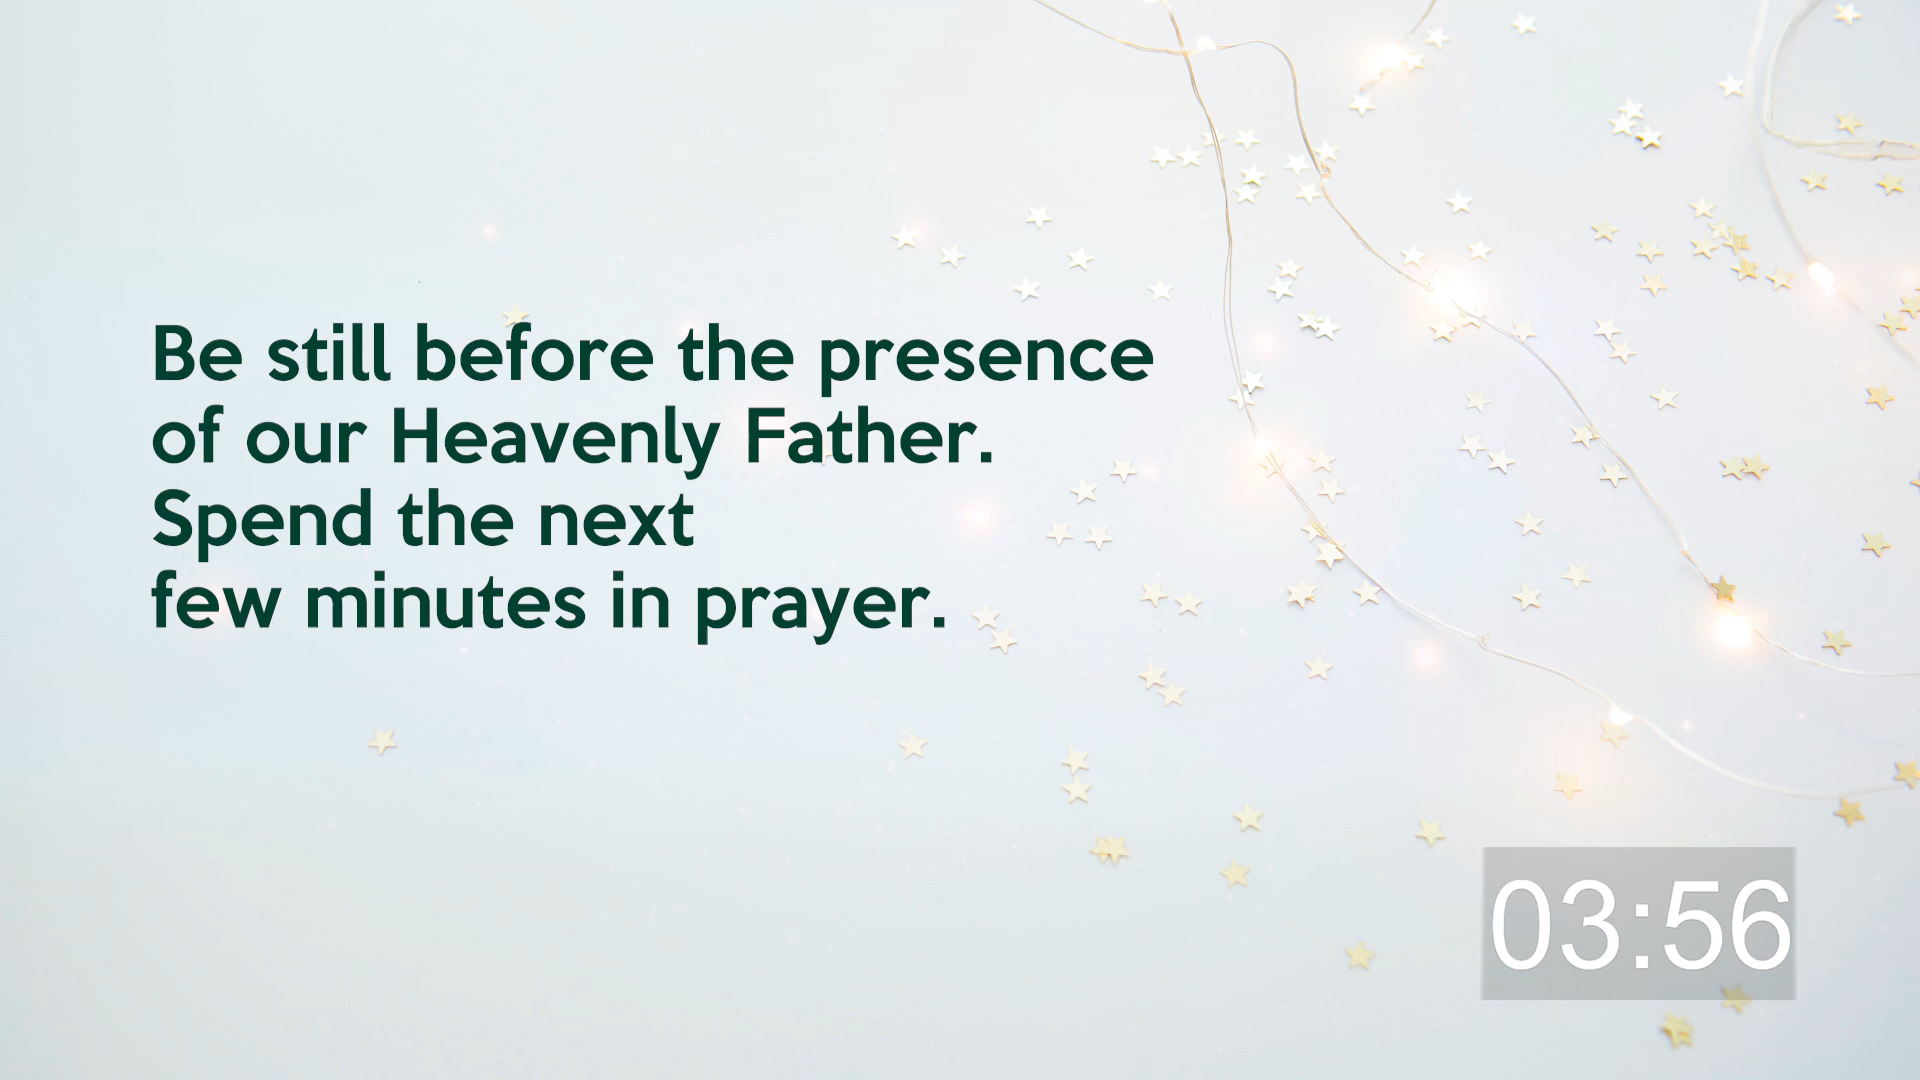 Be still before the presence
of our Heavenly Father.
Spend the next
few minutes in prayer.
03:56